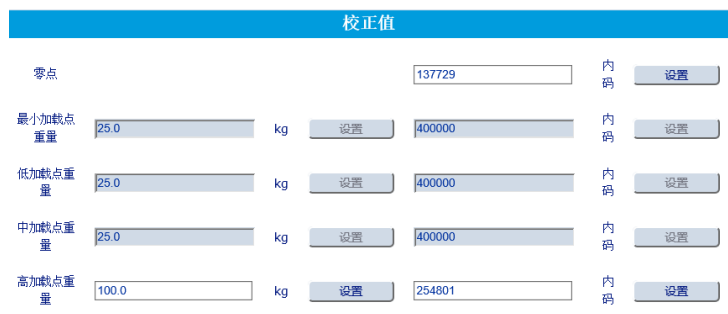 校正值
零点 137729 内码 设置
最小加载点重量 25.0 kg 设置 400000 内码 设置
低加载点重量 25.0 kg 设置 400000 内码 设置
中加载点重量 25.0 kg 设置 400000 内码 设置
高加载点重量 100.0 kg 设置 254801 内码 设置